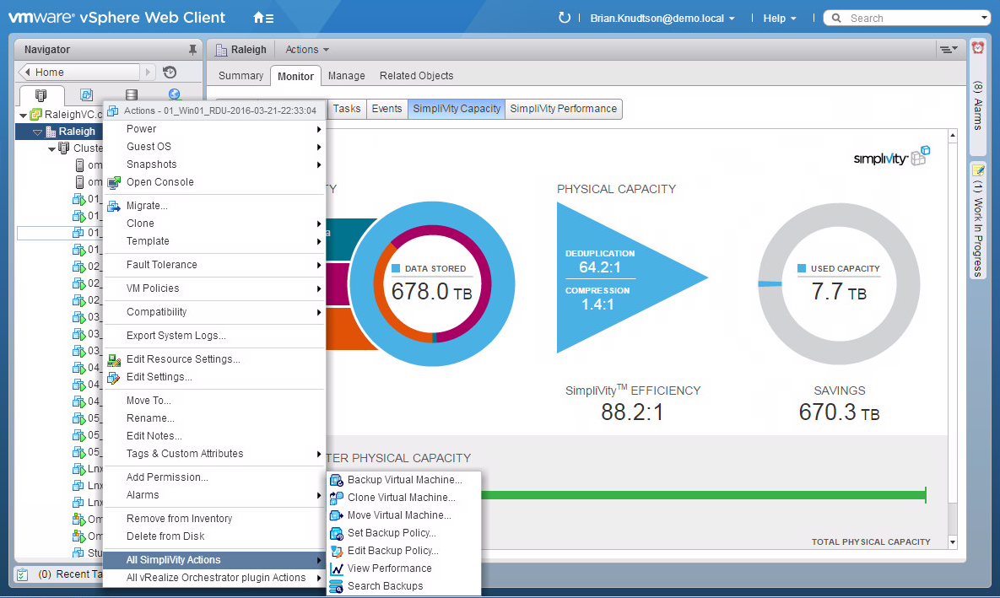 vmware® vSphere Web Client
Brian.Knudtson@demo.local
Help
Search
Navigator
Home
Raleigh
Actions
Summary
Monitor
Manage
Related Objects
Tasks
Events
SimpliVity Capacity
SimpliVity Performance
RaleighVC.c
Raleigh
Cluste
om
om
01_
01_
01_
01_
02_
02_
02_
03_
03_
03_
04_
04_
04_
05_
05_
05_
Lnx
Lnx
Lnx
Om
Om
Stu
Actions - 01_Win01_RDU-2016-03-21-22:33:04
Power
Guest OS
Snapshots
Open Console
Migrate...
Clone
Template
Fault Tolerance
VM Policies
Compatibility
Export System Logs...
Edit Resource Settings...
Edit Settings...
Move To...
Rename...
Edit Notes...
Tags & Custom Attributes
Add Permission...
Alarms
Remove from Inventory
Delete from Disk
All SimpliVity Actions
All vRealize Orchestrator plugin Actions
Backup Virtual Machine...
Clone Virtual Machine...
Move Virtual Machine...
Set Backup Policy...
Edit Backup Policy...
View Performance
Search Backups
simplivity
TY
a
DATA STORED
678.0 TB
PHYSICAL CAPACITY
DEDUPLICATION
64.2:1
COMPRESSION
1.4:1
USED CAPACITY
7.7 TB
SimpliVity™ EFFICIENCY
88.2:1
SAVINGS
670.3 TB
TER PHYSICAL CAPACITY
TOTAL PHYSICAL CAPACITY
(8) Alarms
(1) Work In Progress
(0) Recent Ta